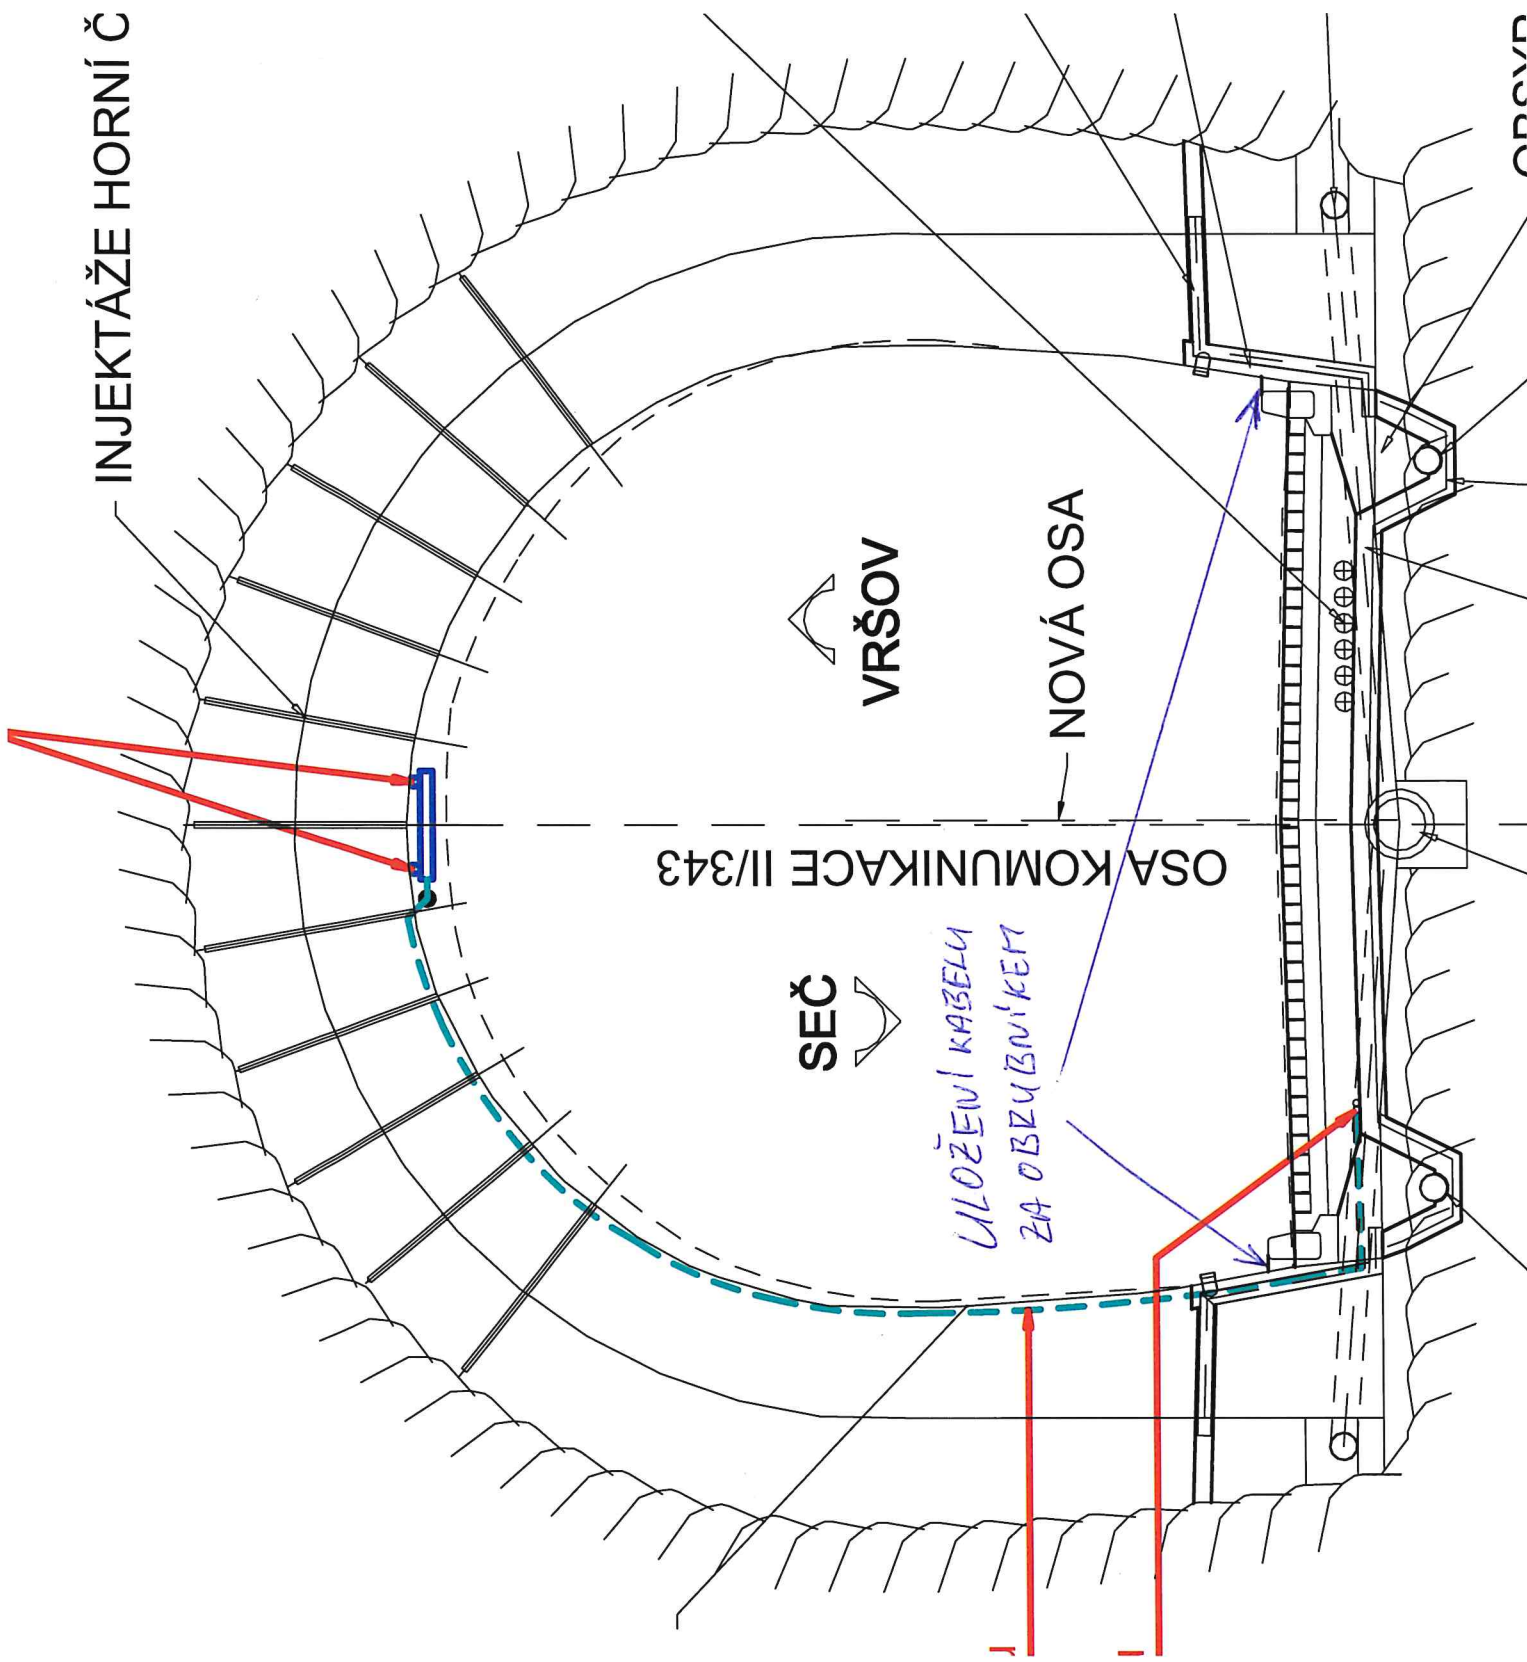 INJEKTÁŽE HORNÍ Č
VRŠOV
NOVÁ OSA
OSA KOMUNIKACE II/343
SEČ
ULOŽENÍ KABELU
ZA OBRUBNÍKEM